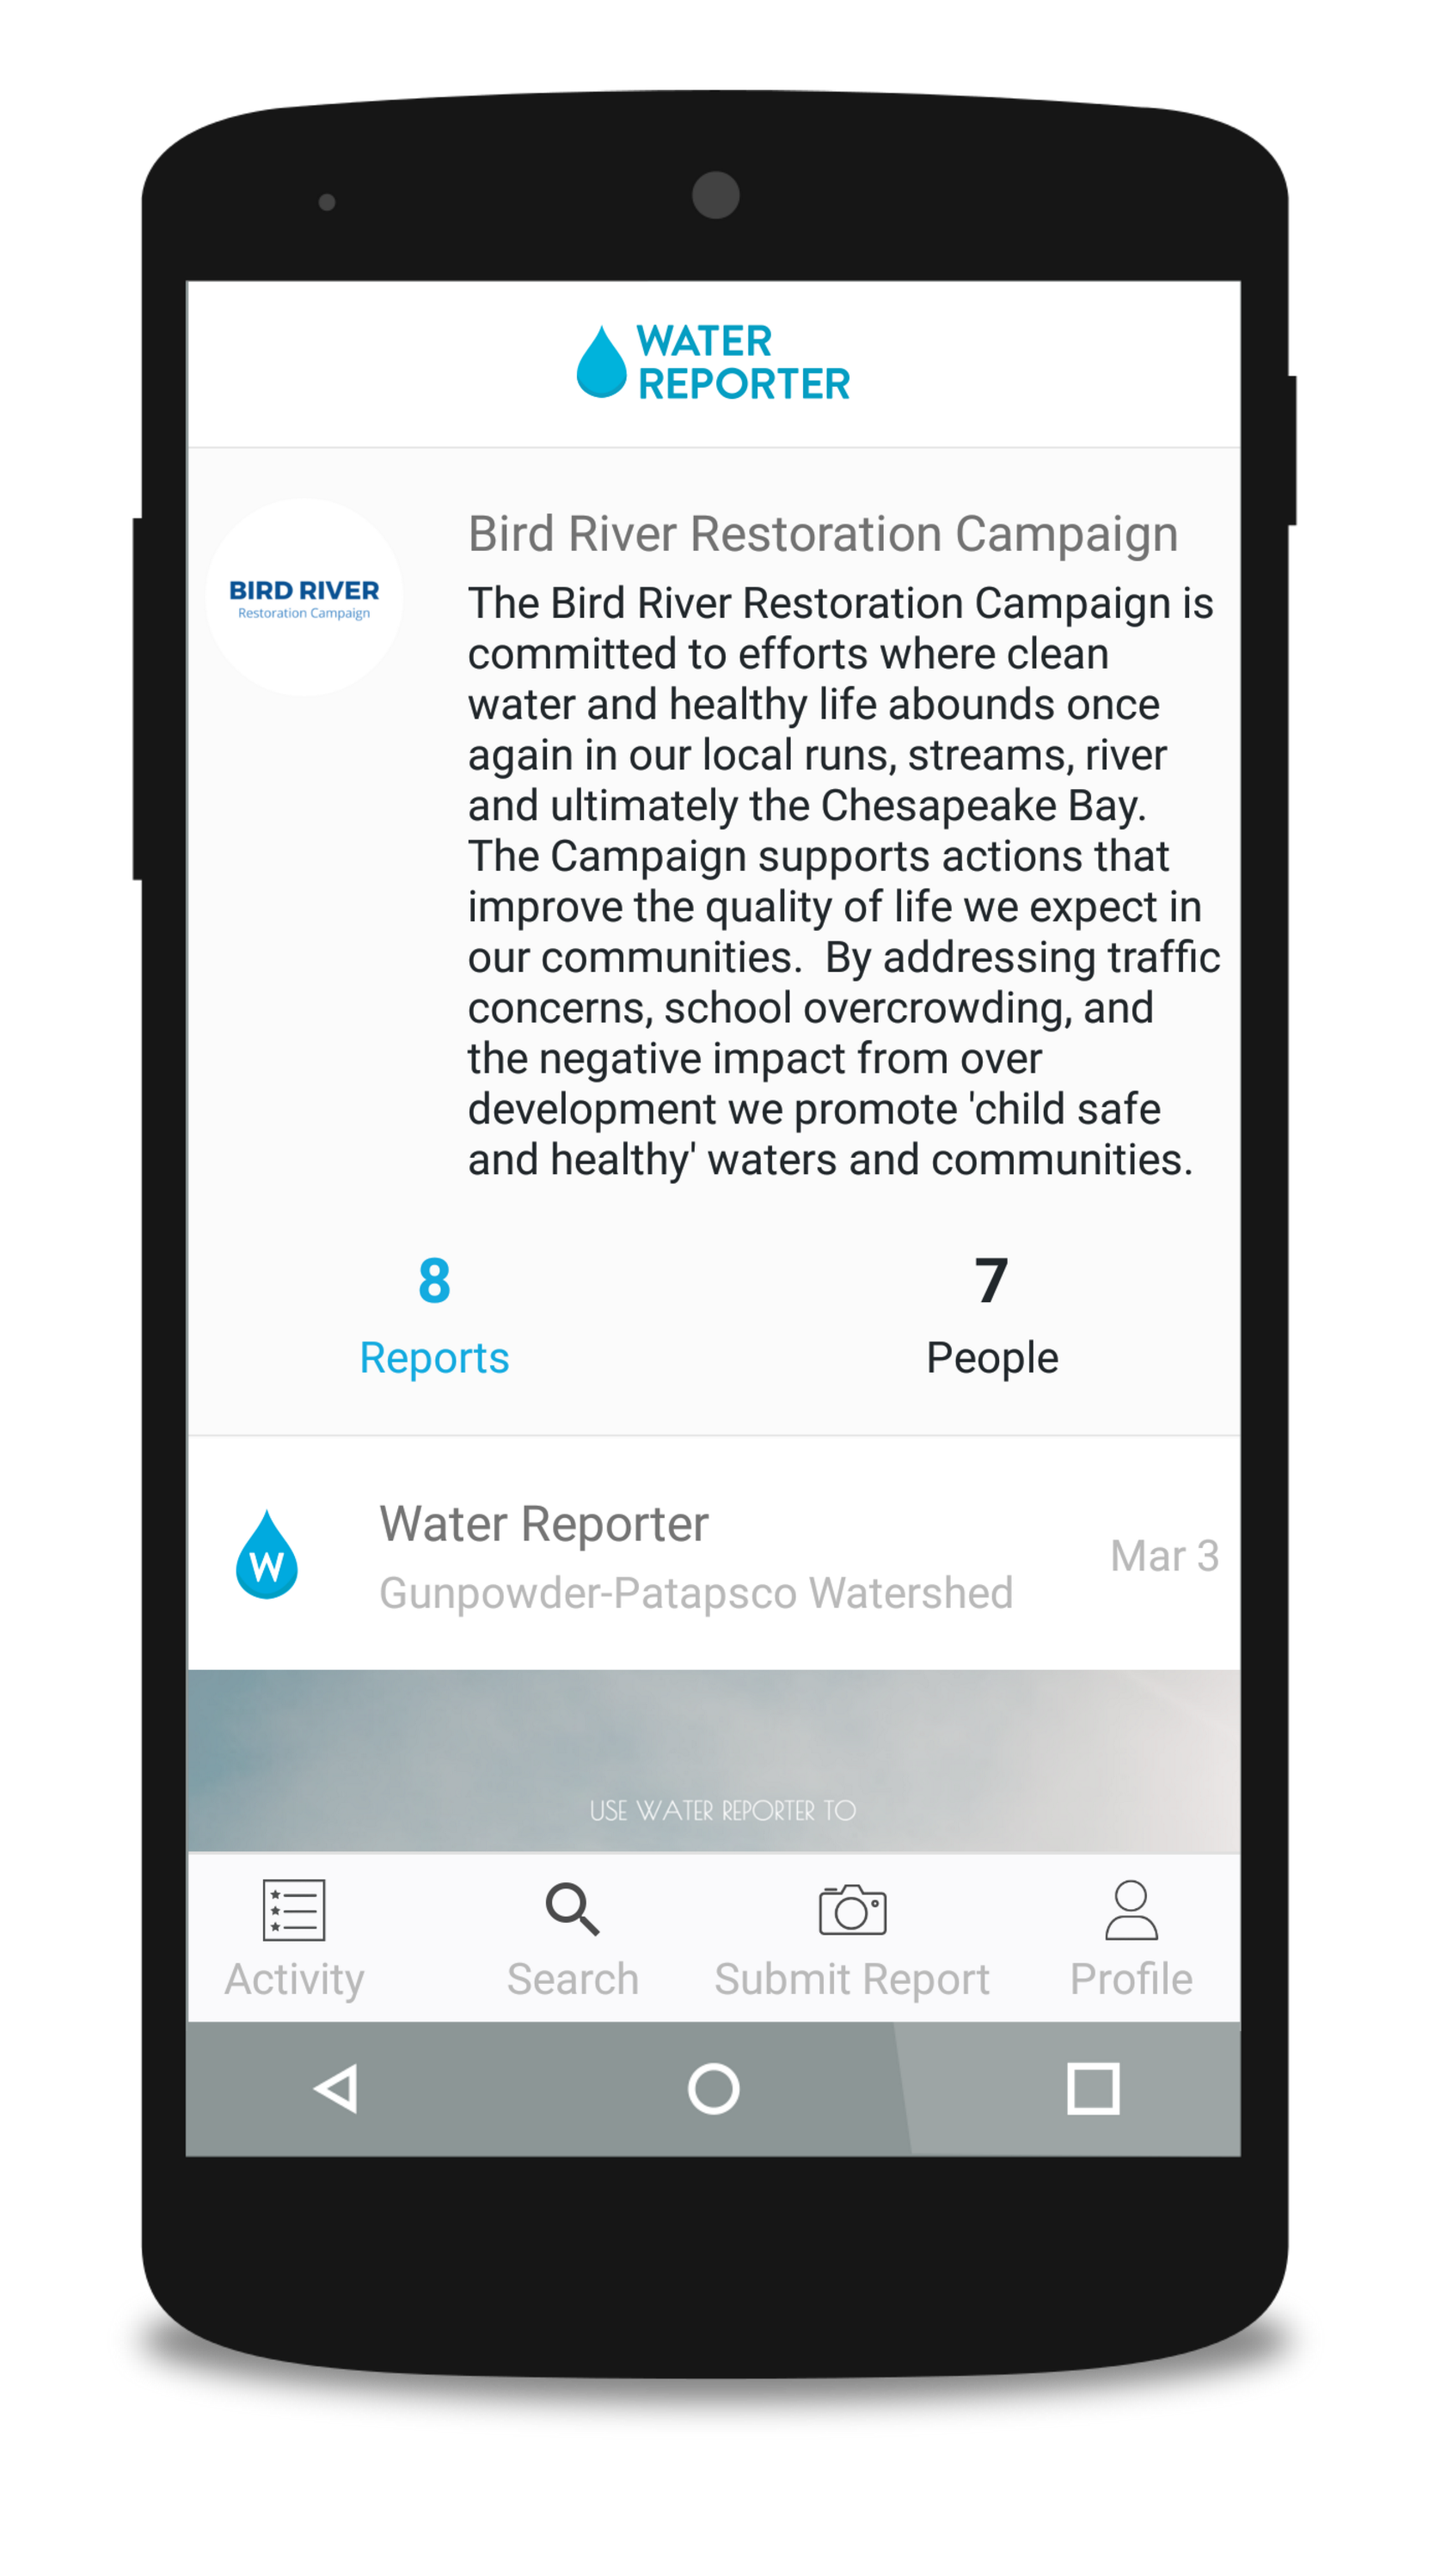 WATER
REPORTER
BIRD RIVER
Restoration Campaign
Bird River Restoration Campaign
The Bird River Restoration Campaign is
committed to efforts where clean
water and healthy life abounds once
again in our local runs, streams, river
and ultimately the Chesapeake Bay.
The Campaign supports actions that
improve the quality of life we expect in
our communities.  By addressing traffic
concerns, school overcrowding, and
the negative impact from over
development we promote 'child safe
and healthy' waters and communities.
8
Reports
7
People
W
Water Reporter
Gunpowder-Patapsco Watershed
Mar 3
USE WATER REPORTER TO
Activity
Search
Submit Report
Profile